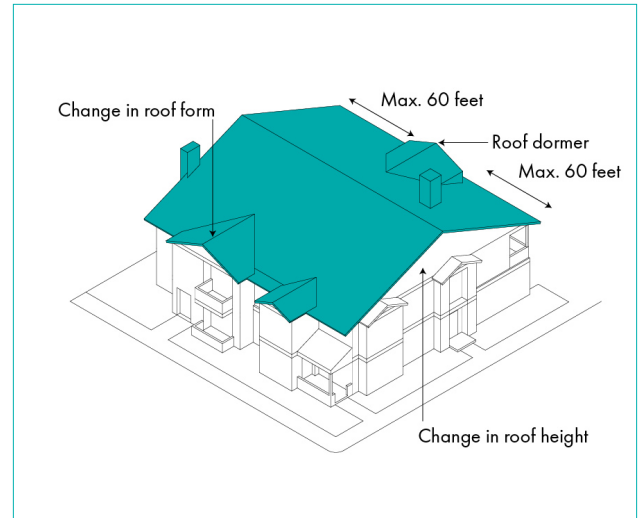 Max. 60 feet
Change in roof form
Roof dormer
Max. 60 feet
Change in roof height